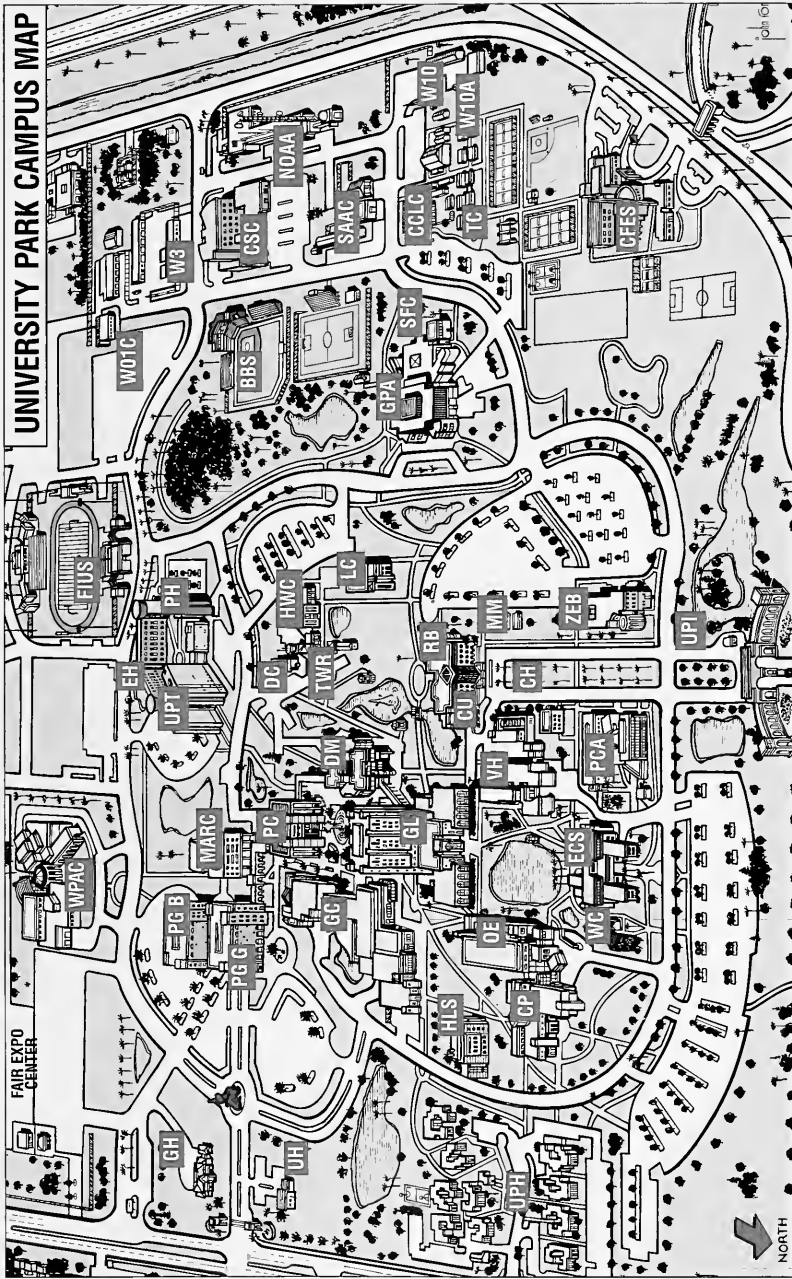 UNIVERSITY PARK CAMPUS MAP
FAIR EXPO
CENTER
WPAC
FIUS
W01C
W3
CSC
NOAA
SAAC
W10
W10A
CCLC
TC
CFES
BBS
SFC
GPA
EH
PH
UPT
HWC
LC
DC
TWR
DM
PC
MARC
PG B
PG G
GH
UH
GC
GL
RB
CU
MM
ZEB
CH
VH
PCA
UPI
ECS
WC
OE
CP
HLS
UPH
NORTH